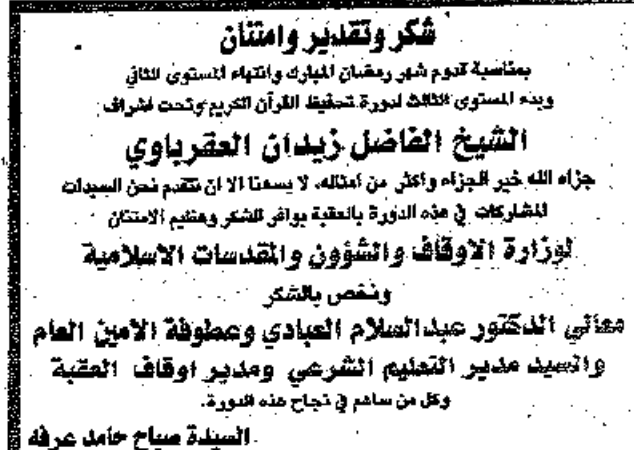 شكر وتقدير وامتنان
بمناسبة قدوم شهر رمضان المبارك وانتهاء المستوى الثاني
وبدء المستوى الثالث لدورة تحفيظ القرآن الكريم وتحت اشراف
الشيخ الفاضل زيدان العقرباوي
جزاه الله خير الجزاء واكثر من امثاله، لا يسعنا الا ان نتقدم نحن السيدات
المشاركات في هذه الدورة بالعقبة بوافر الشكر وعظيم الامتنان
لوزارة الاوقاف والشؤون والمقدسات الاسلامية
ونخص بالشكر
معالي الدكتور عبدالسلام العبادي وعطوفة الامين العام
والسيد مدير التعليم الشرعي ومدير اوقاف العقبة
وكل من ساهم في نجاح هذه الدورة.
السيدة صباح حامد عرفه